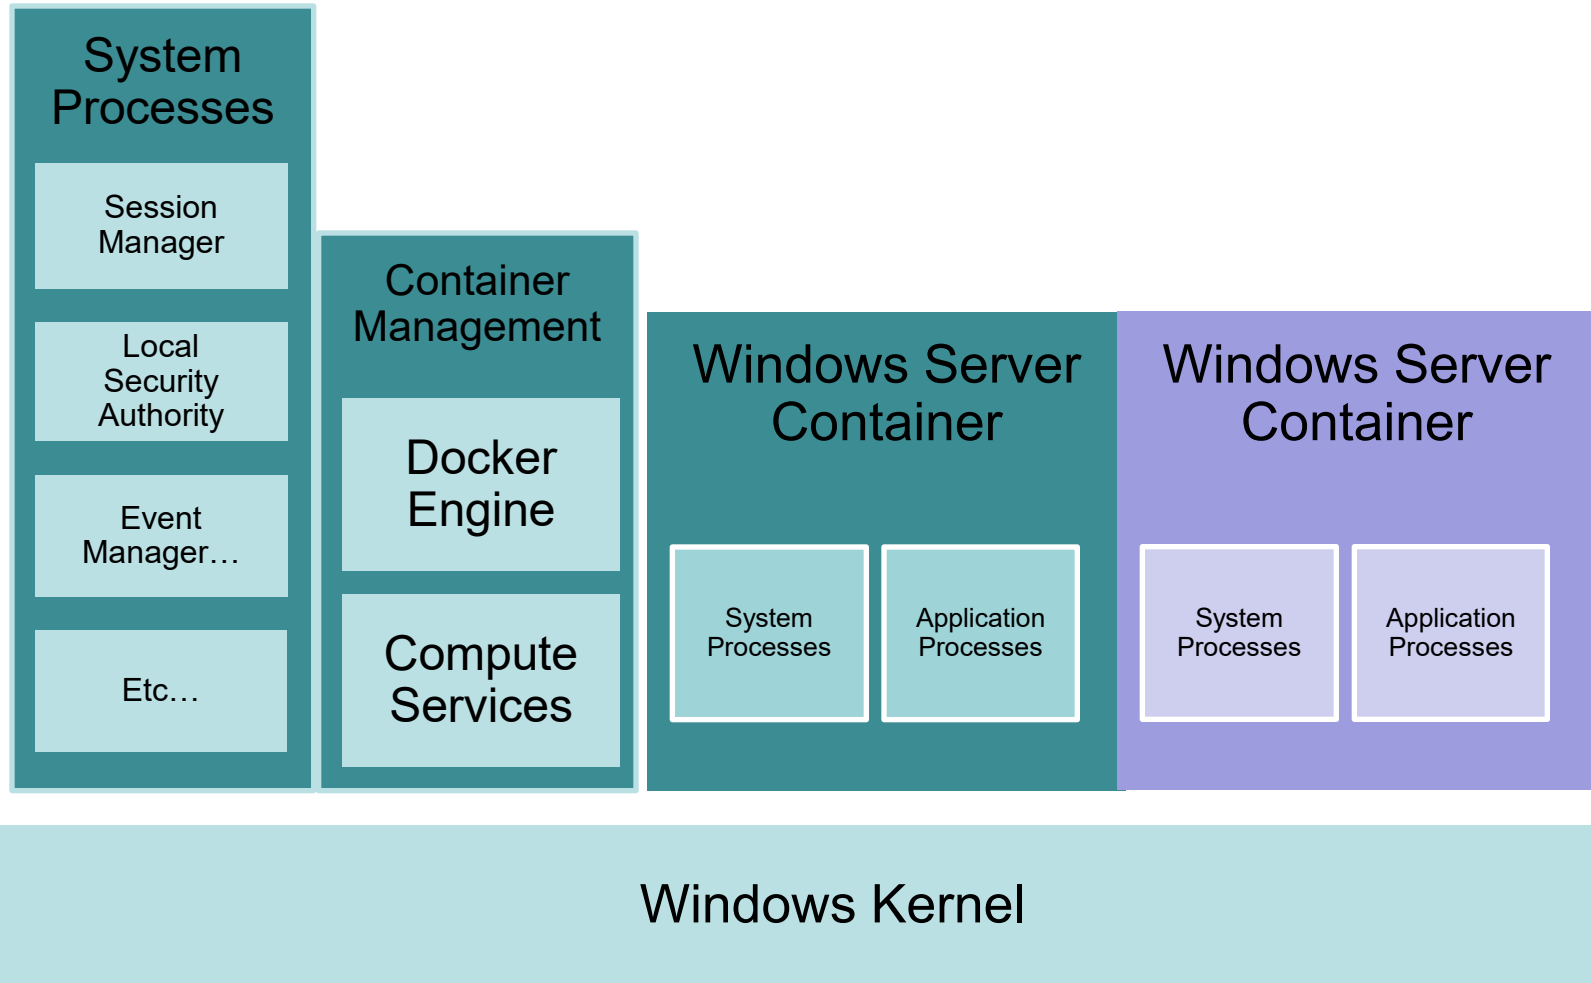 System
Processes
Session
Manager
Local
Security
Authority
Event
Manager…
Etc…
Container
Management
Docker
Engine
Compute
Services
Windows Server
Container
System
Processes
Application
Processes
Windows Server
Container
System
Processes
Application
Processes
Windows Kernel